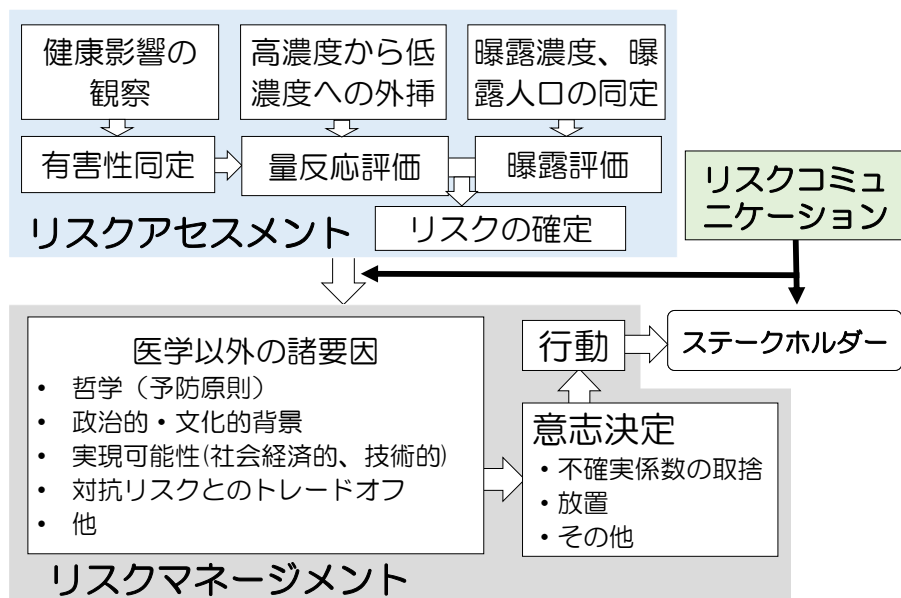 健康影響の
観察
高濃度から低
濃度への外挿
曝露濃度、曝
露人口の同定
有害性同定
量反応評価
曝露評価
リスクアセスメント
リスクの確定
リスクコミュ
ニケーション
医学以外の諸要因
• 哲学（予防原則）
• 政治的・文化的背景
• 実現可能性(社会経済的、技術的)
• 対抗リスクとのトレードオフ
• 他
行動
ステークホルダー
意志決定
・不確実係数の取捨
・放置
・その他
リスクマネージメント